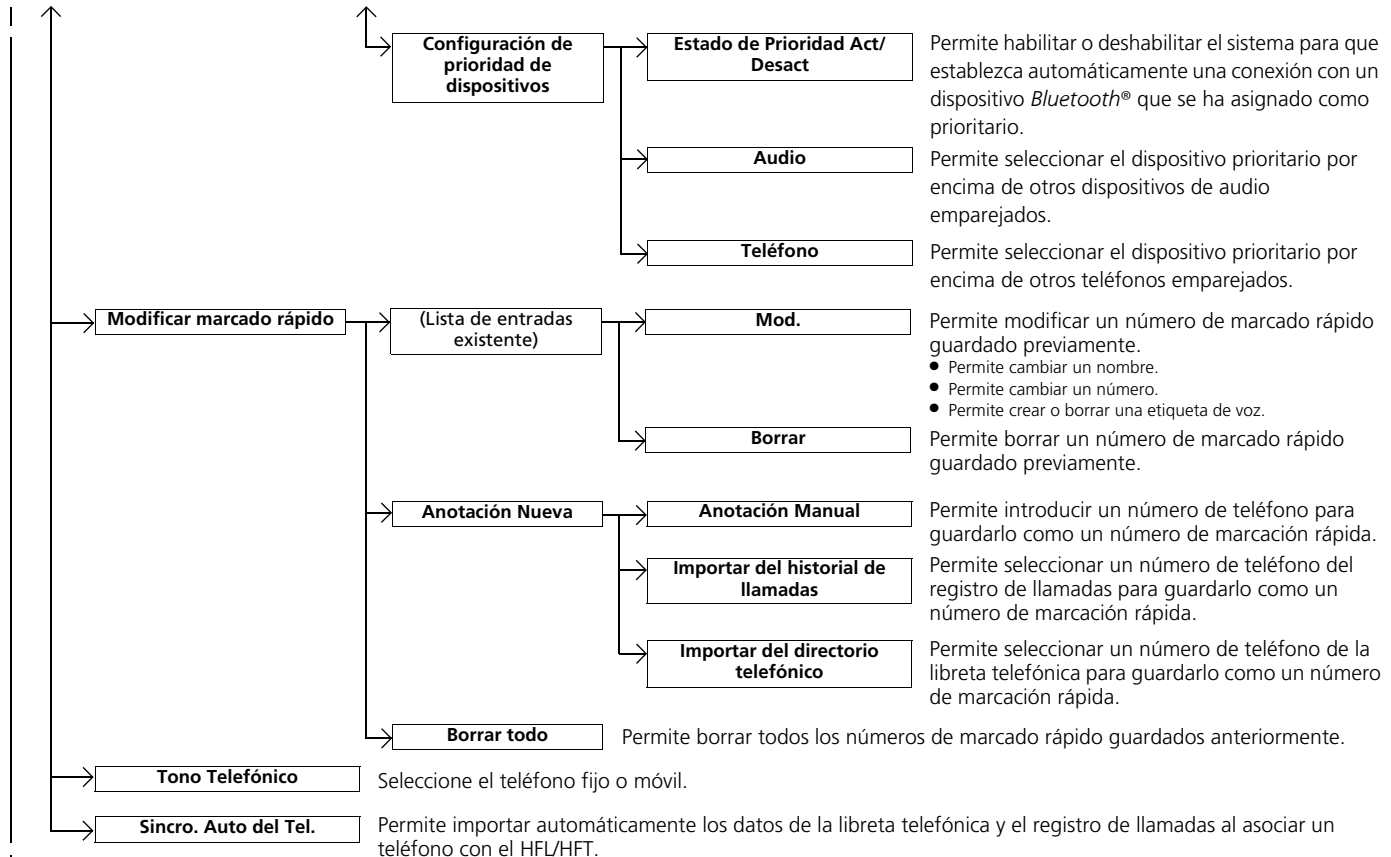 Configuración de
prioridad de
dispositivos
Estado de Prioridad Act/
Desact
Permite habilitar o deshabilitar el sistema para que
establezca automáticamente una conexión con un
dispositivo Bluetooth® que se ha asignado como
prioritario.
Audio
Permite seleccionar el dispositivo prioritario por
encima de otros dispositivos de audio
emparejados.
Teléfono
Permite seleccionar el dispositivo prioritario por
encima de otros teléfonos emparejados.
Modificar marcado rápido
(Lista de entradas
existente)
Mod.
Permite modificar un número de marcado rápido
guardado previamente.
● Permite cambiar un nombre.
● Permite cambiar un número.
● Permite crear o borrar una etiqueta de voz.
Borrar
Permite borrar un número de marcado rápido
guardado previamente.
Anotación Nueva
Anotación Manual
Permite introducir un número de teléfono para
guardarlo como un número de marcación rápida.
Importar del historial de
llamadas
Permite seleccionar un número de teléfono del
registro de llamadas para guardarlo como un
número de marcación rápida.
Importar del directorio
telefónico
Permite seleccionar un número de teléfono de la
libreta telefónica para guardarlo como un número
de marcación rápida.
Borrar todo
Permite borrar todos los números de marcado rápido guardados anteriormente.
Tono Telefónico
Seleccione el teléfono fijo o móvil.
Sincro. Auto del Tel.
Permite importar automáticamente los datos de la libreta telefónica y el registro de llamadas al asociar un
teléfono con el HFL/HFT.